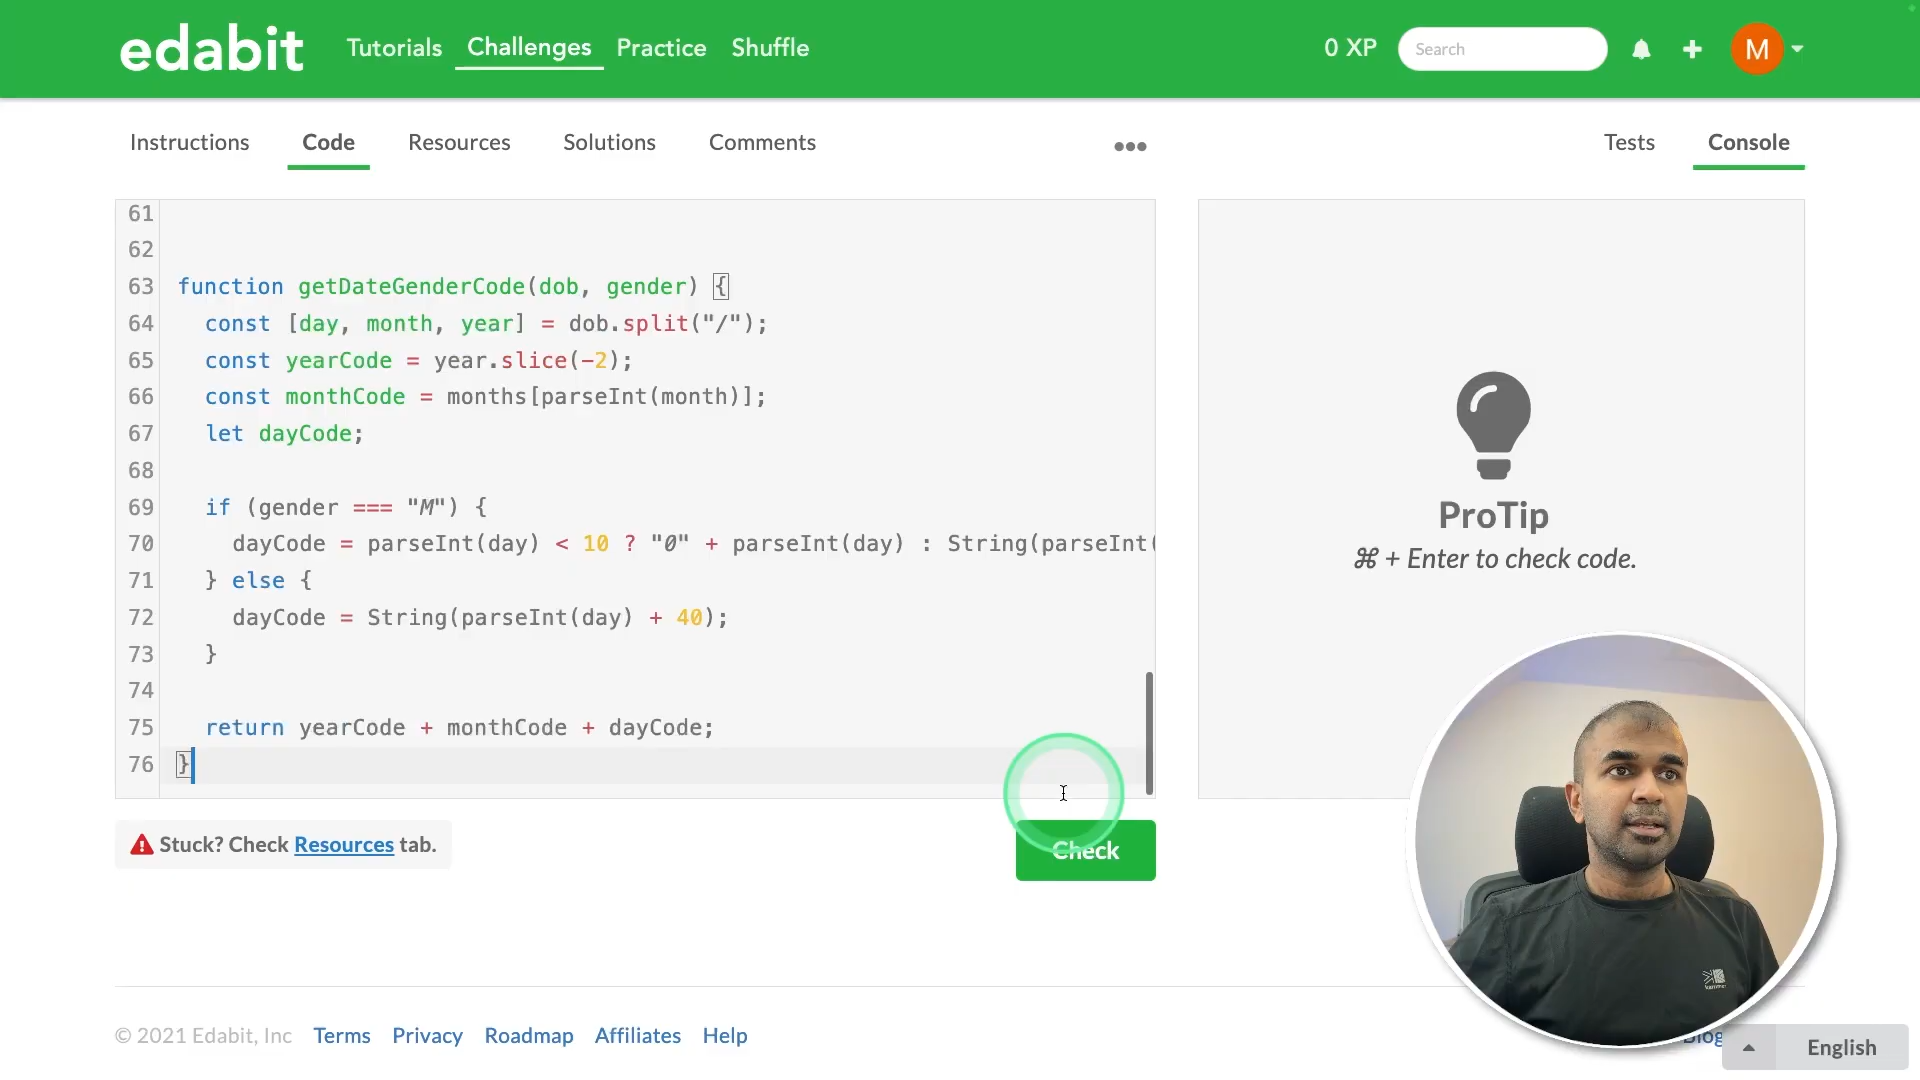 edabit Tutorials Challenges Practice Shuffle 0 XP Search M
Instructions Code Resources Solutions Comments Tests Console
61
62
63 function getDateGenderCode(dob, gender) {
64 const [day, month, year] = dob.split("/");
65 const yearCode = year.slice(-2);
66 const monthCode = months[parseInt(month)];
67 let dayCode;
68
69 if (gender === "M") {
70 dayCode = parseInt(day) < 10 ? "0" + parseInt(day) : String(parseInt(
71 } else {
72 dayCode = String(parseInt(day) + 40);
73 }
74
75 return yearCode + monthCode + dayCode;
76 }
ProTip
⌘ + Enter to check code.
Stuck? Check Resources tab.
Check
© 2021 Edabit, Inc Terms Privacy Roadmap Affiliates Help Blog
English